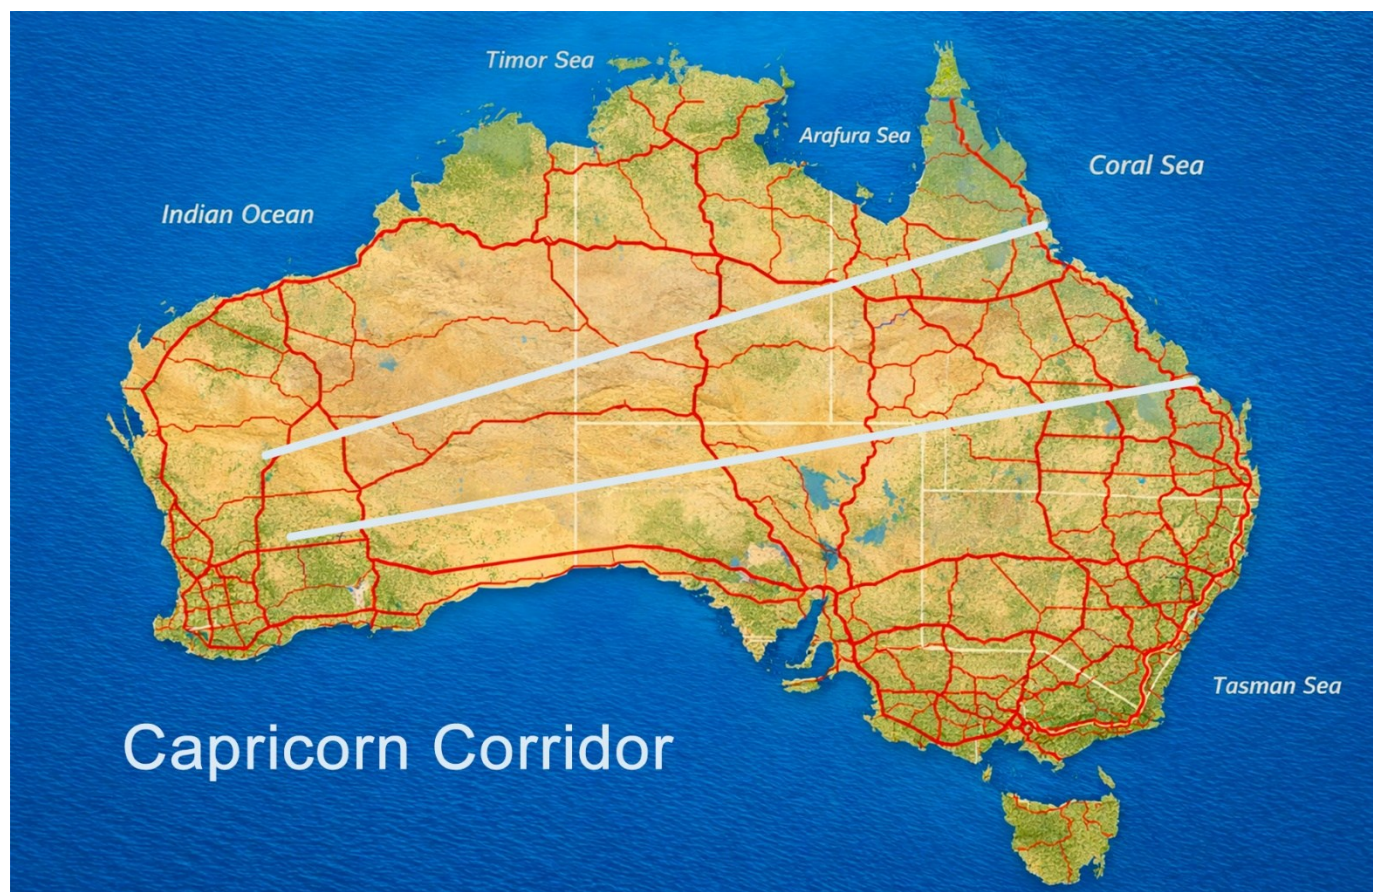 Timor Sea
Arafura Sea
Coral Sea
Indian Ocean
Tasman Sea
Capricorn Corridor